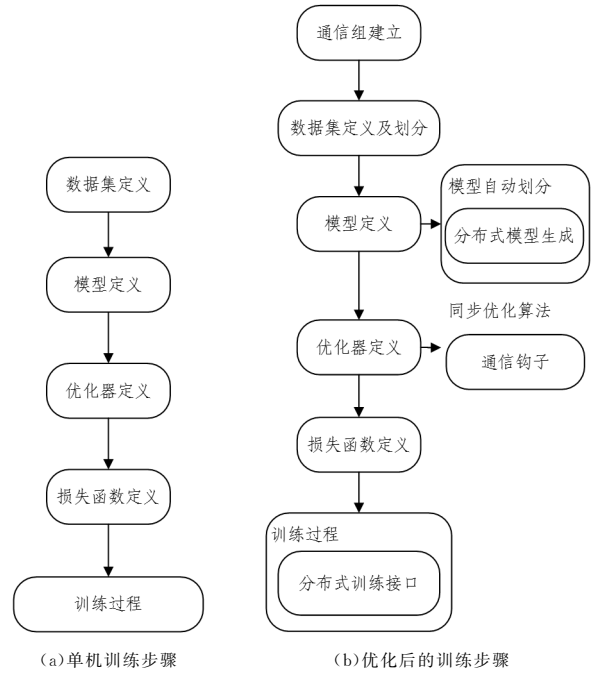 数据集定义
模型定义
优化器定义
损失函数定义
训练过程
(a)单机训练步骤
通信组建立
数据集定义及划分
模型定义
模型自动划分
分布式模型生成
优化器定义
同步优化算法
通信钩子
损失函数定义
训练过程
分布式训练接口
(b)优化后的训练步骤